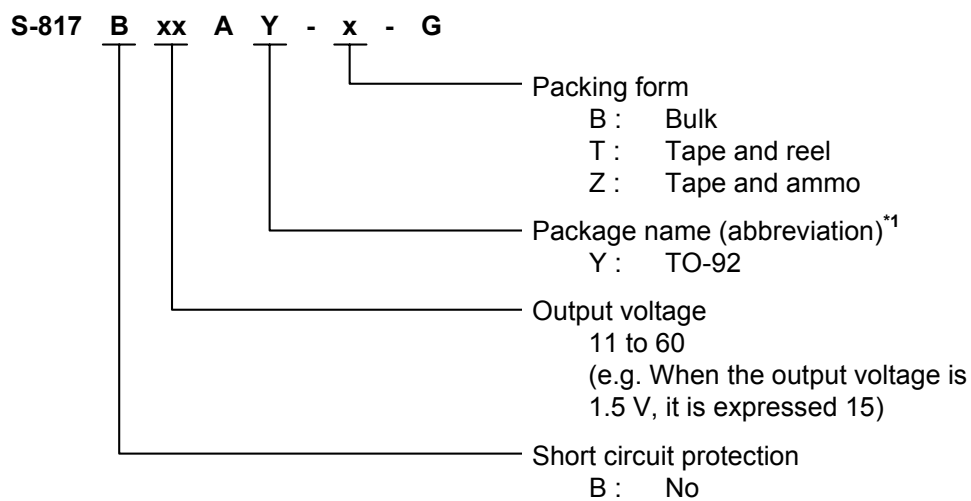 S-817 B xx A Y - x - G
Packing form
B : Bulk
T : Tape and reel
Z : Tape and ammo
Package name (abbreviation)*1
Y : TO-92
Output voltage
11 to 60
(e.g. When the output voltage is
1.5 V, it is expressed 15)
Short circuit protection
B : No